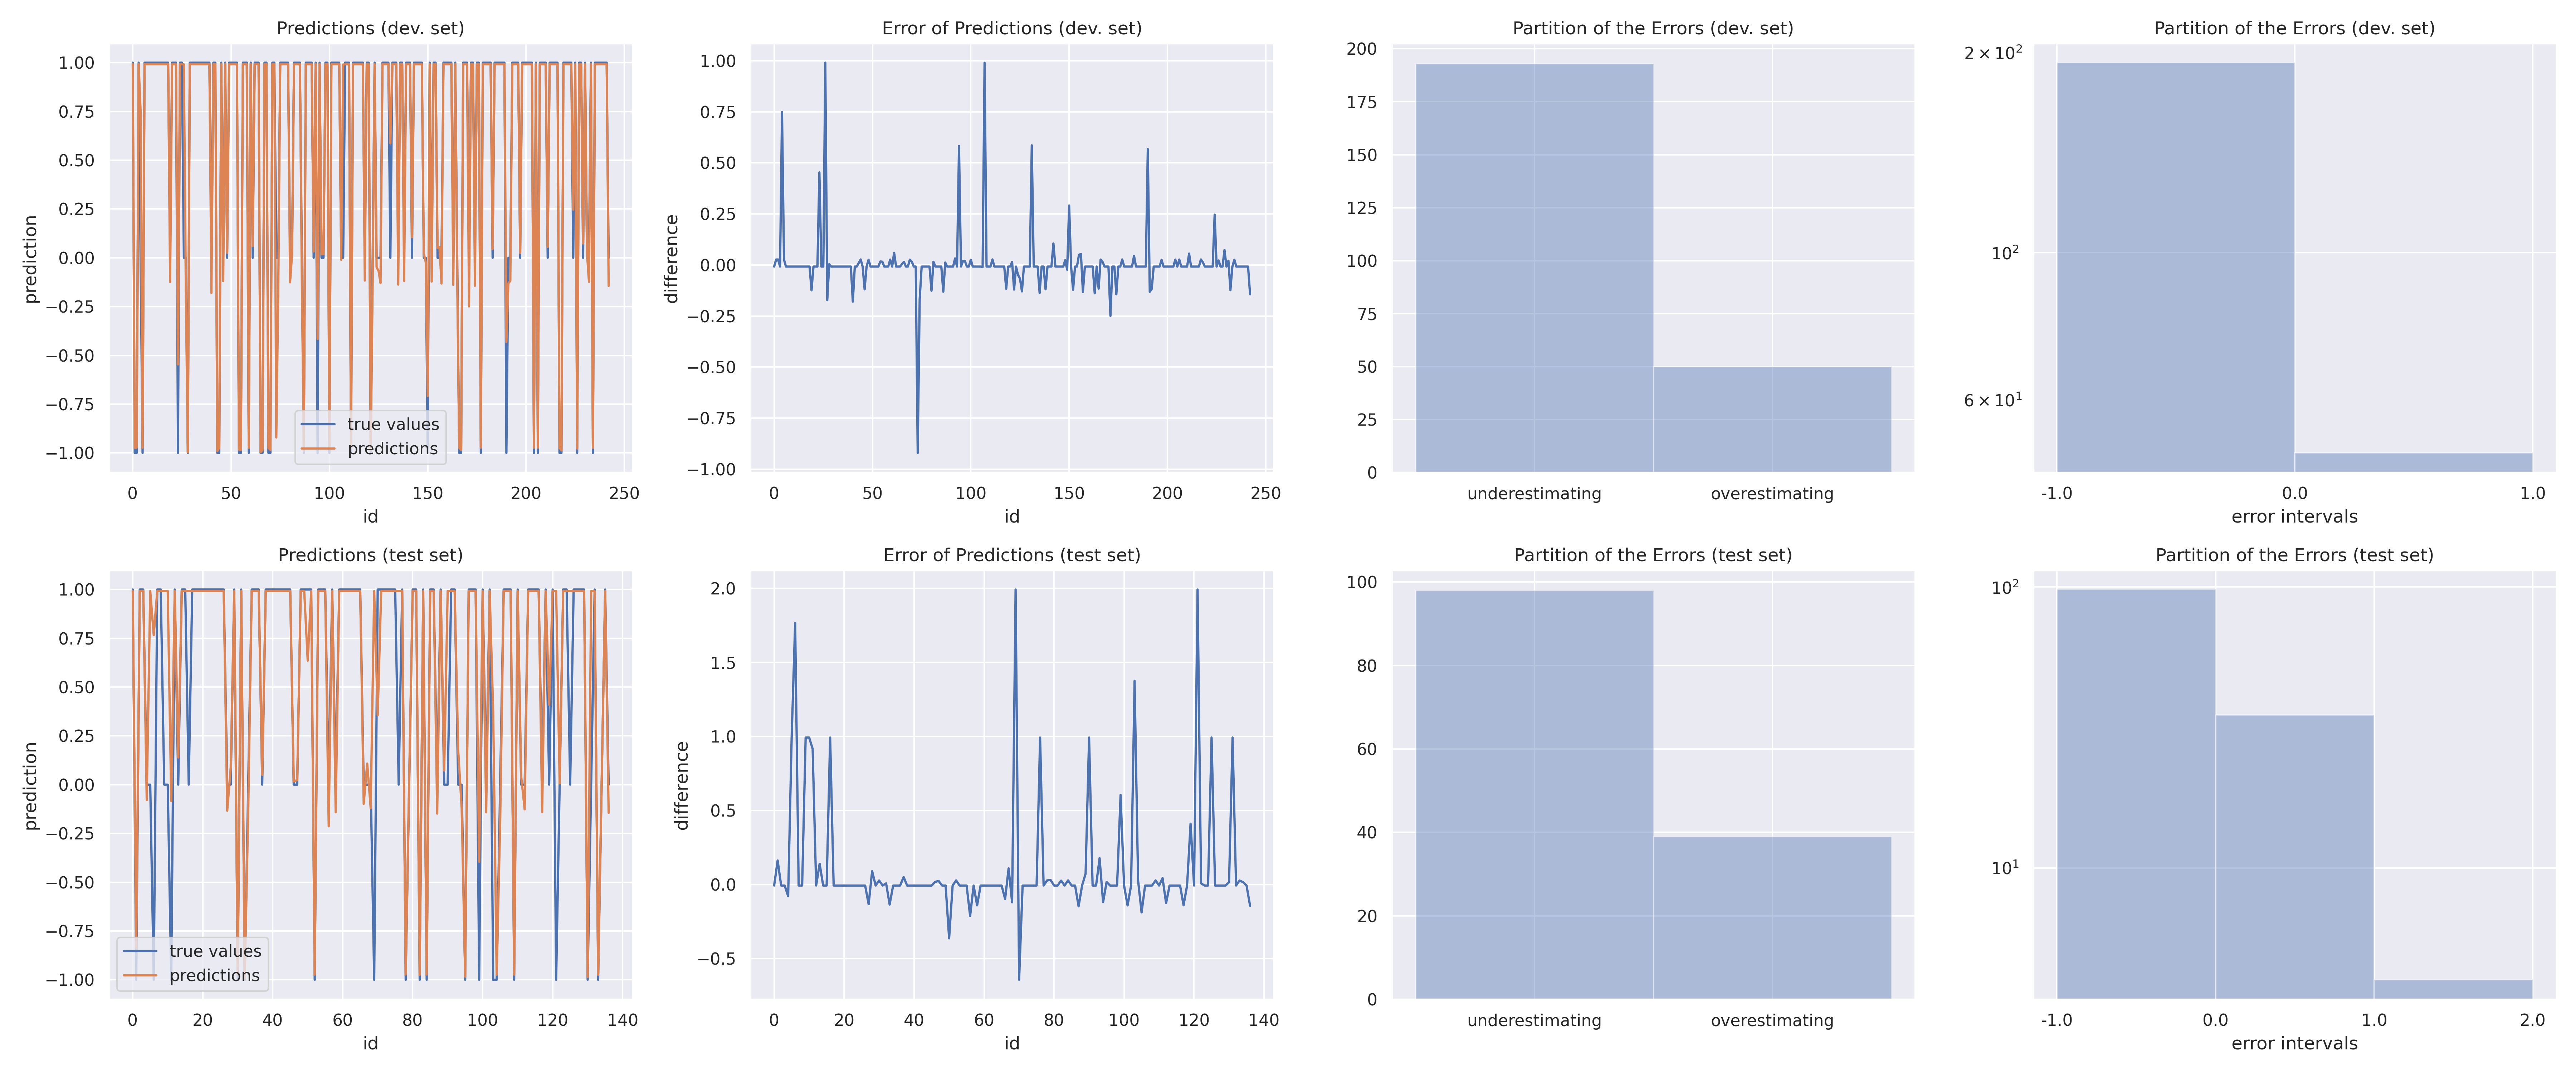 Predictions (dev. set)
1.00
0.75
0.50
0.25
0.00
−0.25
−0.50
−0.75
−1.00
prediction
true values
predictions
0 50 100 150 200 250
id
Error of Predictions (dev. set)
1.00
0.75
0.50
0.25
0.00
−0.25
−0.50
−0.75
−1.00
difference
0 50 100 150 200 250
id
Partition of the Errors (dev. set)
200
175
150
125
100
75
50
25
0
underestimating overestimating
Partition of the Errors (dev. set)
2 × 10²
10²
6 × 10¹
-1.0 0.0 1.0
error intervals
Predictions (test set)
1.00
0.75
0.50
0.25
0.00
−0.25
−0.50
−0.75
−1.00
prediction
true values
predictions
0 20 40 60 80 100 120 140
id
Error of Predictions (test set)
2.0
1.5
1.0
0.5
0.0
−0.5
difference
0 20 40 60 80 100 120 140
id
Partition of the Errors (test set)
100
80
60
40
20
0
underestimating overestimating
Partition of the Errors (test set)
10²
10¹
-1.0 0.0 1.0 2.0
error intervals